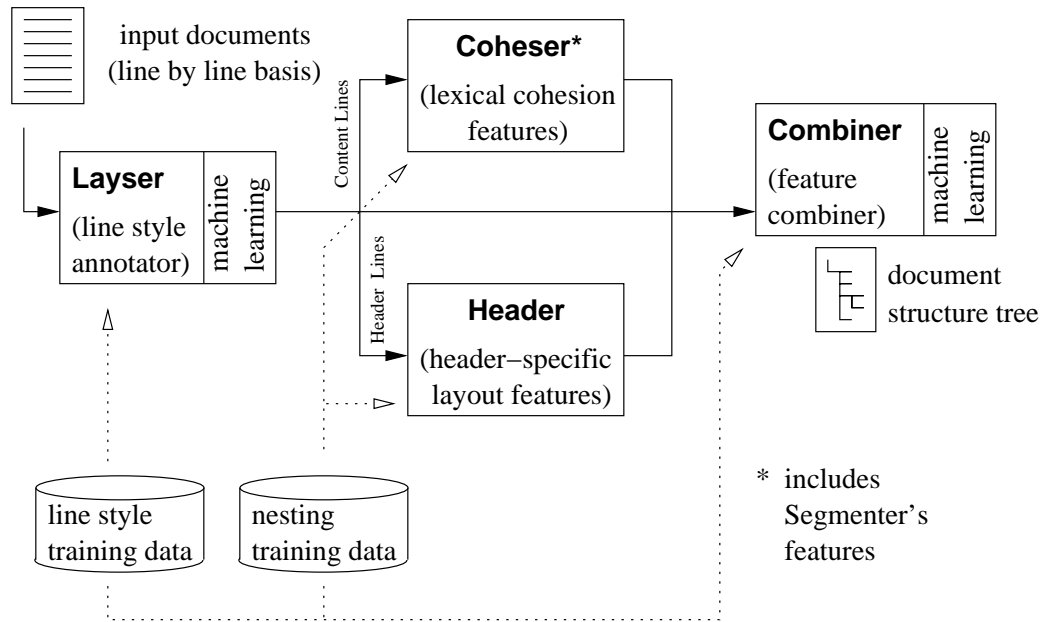 input documents
(line by line basis)
Layser
(line style
annotator)
machine
learning
Content Lines
Header Lines
Coheser*
(lexical cohesion
features)
Header
(header−specific
layout features)
Combiner
(feature
combiner)
machine
learning
document
structure tree
line style
training data
nesting
training data
* includes
Segmenter's
features